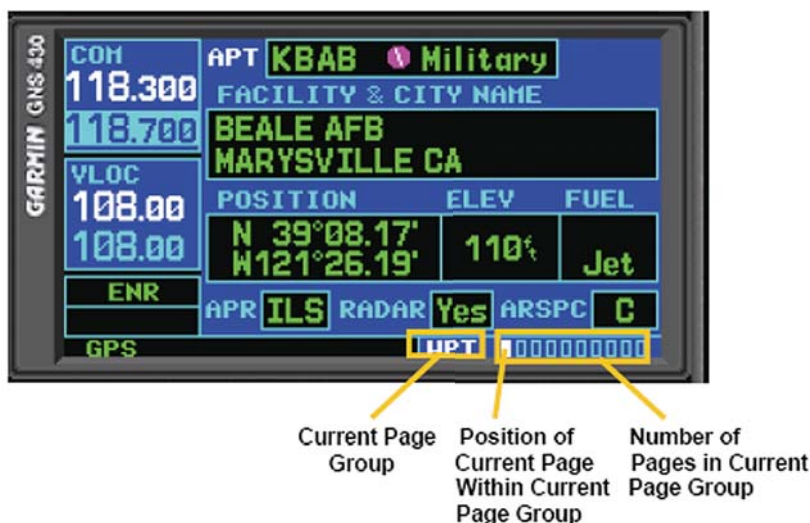 GARMIN GNS 430
COM
118.300
118.700
VLOC
108.00
108.00
ENR
GPS
APT KBAB Military
FACILITY & CITY NAME
BEALE AFB
MARYSVILLE CA
POSITION ELEV FUEL
N 39°08.17'
W121°26.19'
110ft
Jet
APR ILS RADAR Yes ARSPC C
WPT
Current Page
Group
Position of
Current Page
Within Current
Page Group
Number of
Pages in Current
Page Group